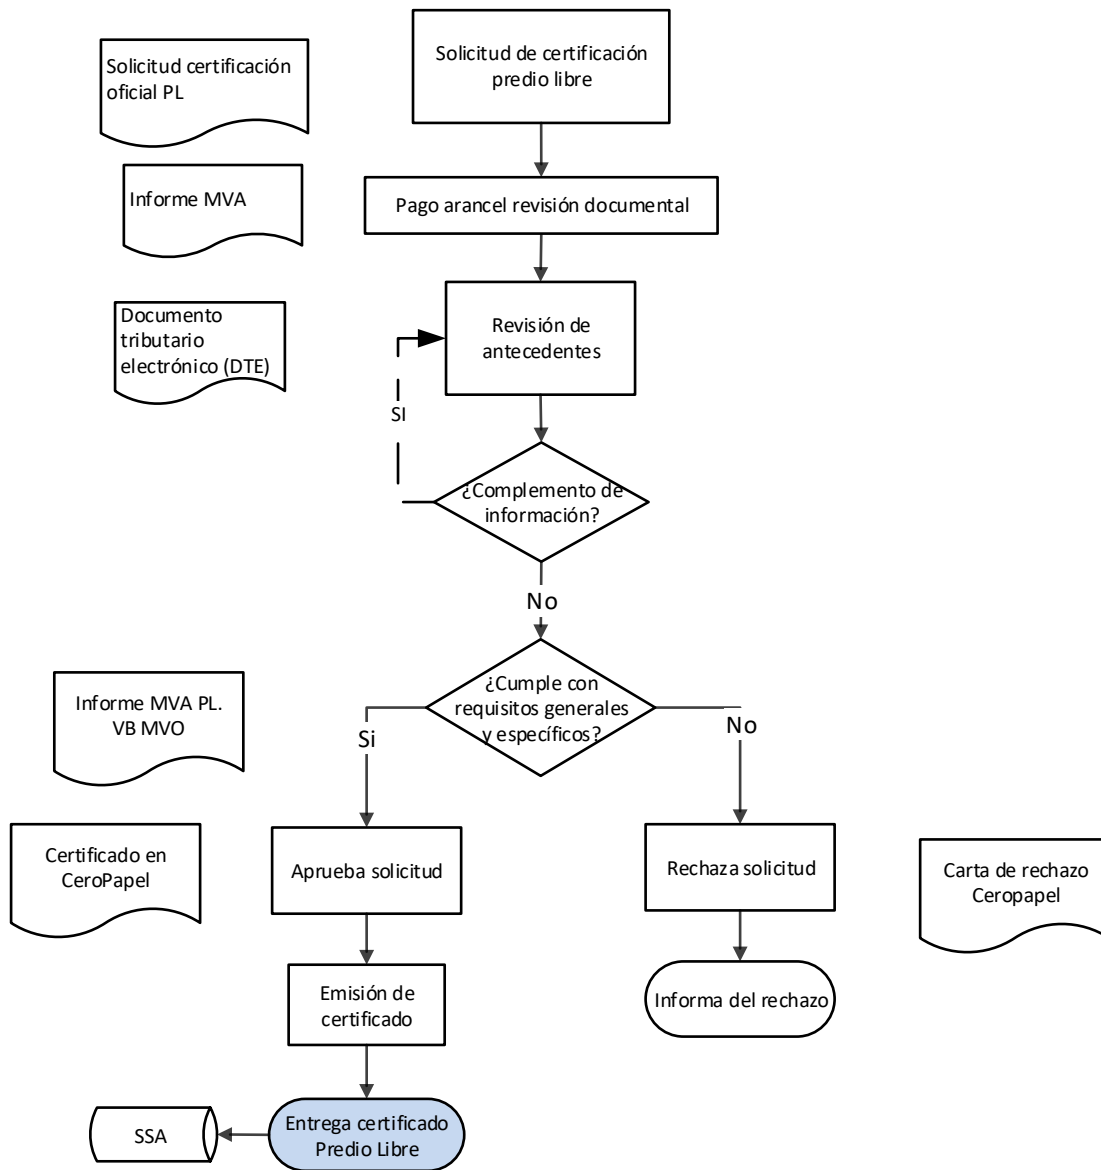 Solicitud de certificación
predio libre
Solicitud certificación
oficial PL
Informe MVA
Pago arancel revisión documental
Documento
tributario
electrónico (DTE)
Revisión de
antecedentes
SI
¿Complemento de
información?
No
¿Cumple con
requisitos generales
y específicos?
Informe MVA PL.
VB MVO
Si
No
Certificado en
CeroPapel
Aprueba solicitud
Rechaza solicitud
Carta de rechazo
Ceropapel
Emisión de
certificado
Informa del rechazo
SSA
Entrega certificado
Predio Libre